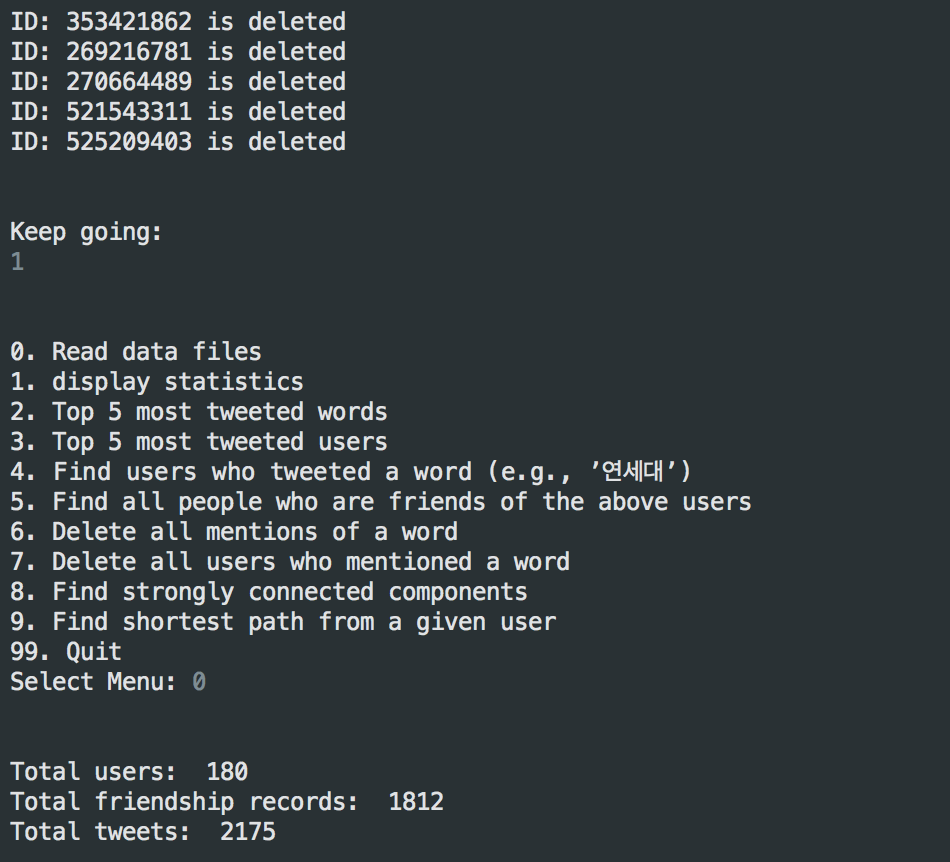 ID: 353421862 is deleted
ID: 269216781 is deleted
ID: 270664489 is deleted
ID: 521543311 is deleted
ID: 525209403 is deleted
Keep going:
1
0. Read data files
1. display statistics
2. Top 5 most tweeted words
3. Top 5 most tweeted users
4. Find users who tweeted a word (e.g., ’연세대’)
5. Find all people who are friends of the above users
6. Delete all mentions of a word
7. Delete all users who mentioned a word
8. Find strongly connected components
9. Find shortest path from a given user
99. Quit
Select Menu: 0
Total users:  180
Total friendship records:  1812
Total tweets:  2175